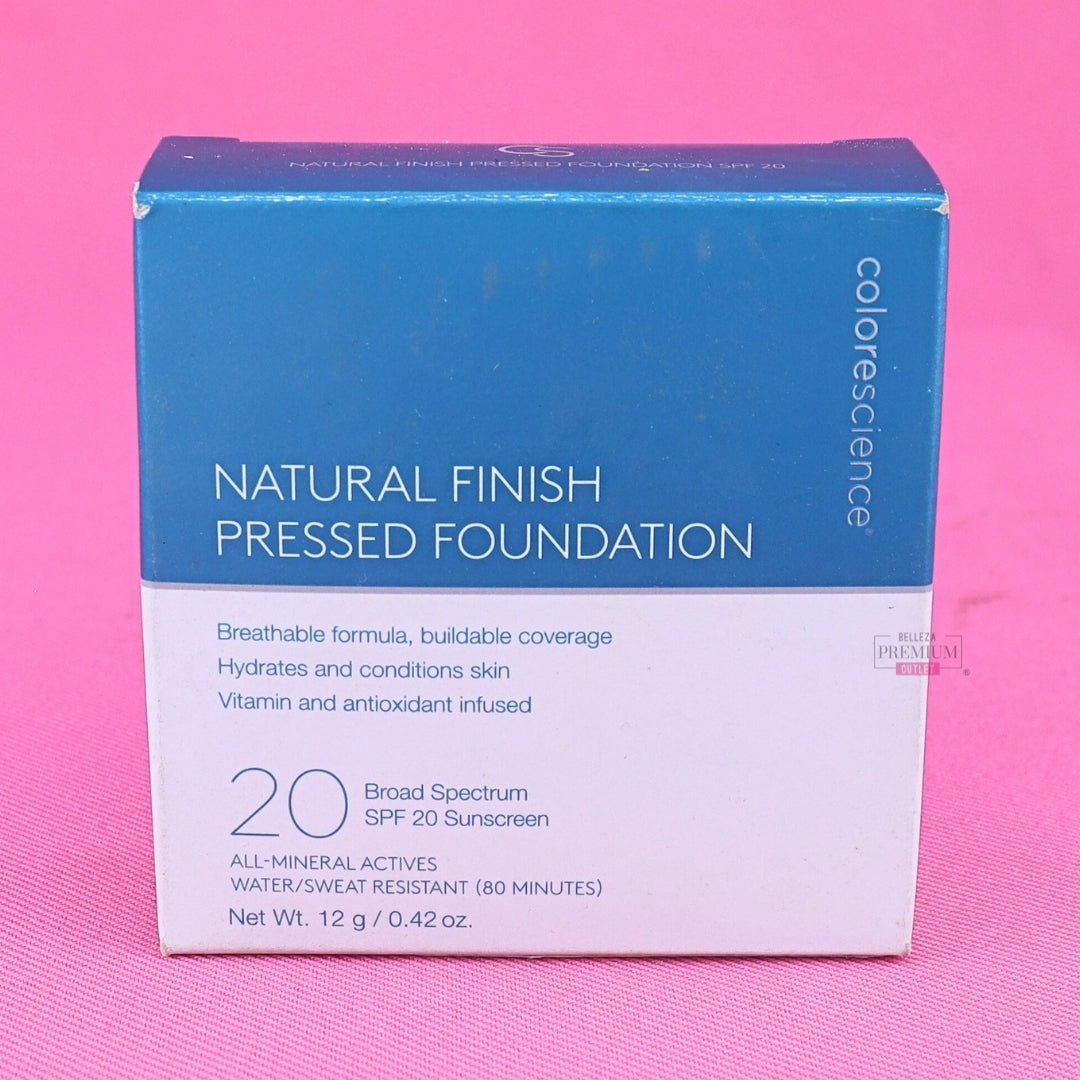 NATURAL FINISH PRESSED FOUNDATION SPF 20
colorescience®
NATURAL FINISH
PRESSED FOUNDATION
Breathable formula, buildable coverage
Hydrates and conditions skin
Vitamin and antioxidant infused
20
Broad Spectrum
SPF 20 Sunscreen
ALL-MINERAL ACTIVES
WATER/SWEAT RESISTANT (80 MINUTES)
Net Wt. 12 g / 0.42 oz.
BELLEZA
PREMIUM
OUTLET
®